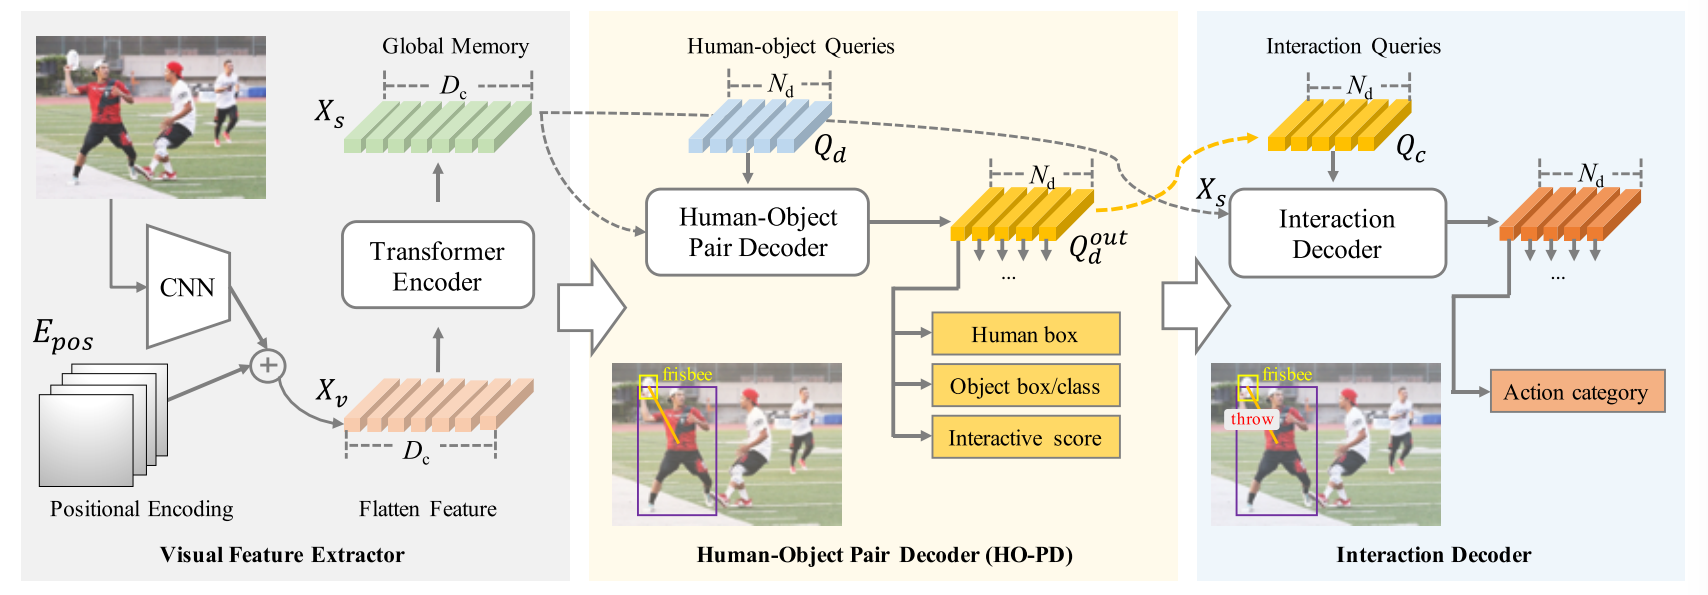 Global Memory
D_c
X_s
Transformer
Encoder
CNN
E_pos
+
X_v
D_c
Positional Encoding
Flatten Feature
Visual Feature Extractor
Human-object Queries
N_d
Q_d
Human-Object
Pair Decoder
N_d
Q_d^out
...
Human box
Object box/class
Interactive score
frisbee
Human-Object Pair Decoder (HO-PD)
Interaction Queries
N_d
Q_c
X_s
Interaction
Decoder
N_d
...
Action category
frisbee
throw
Interaction Decoder